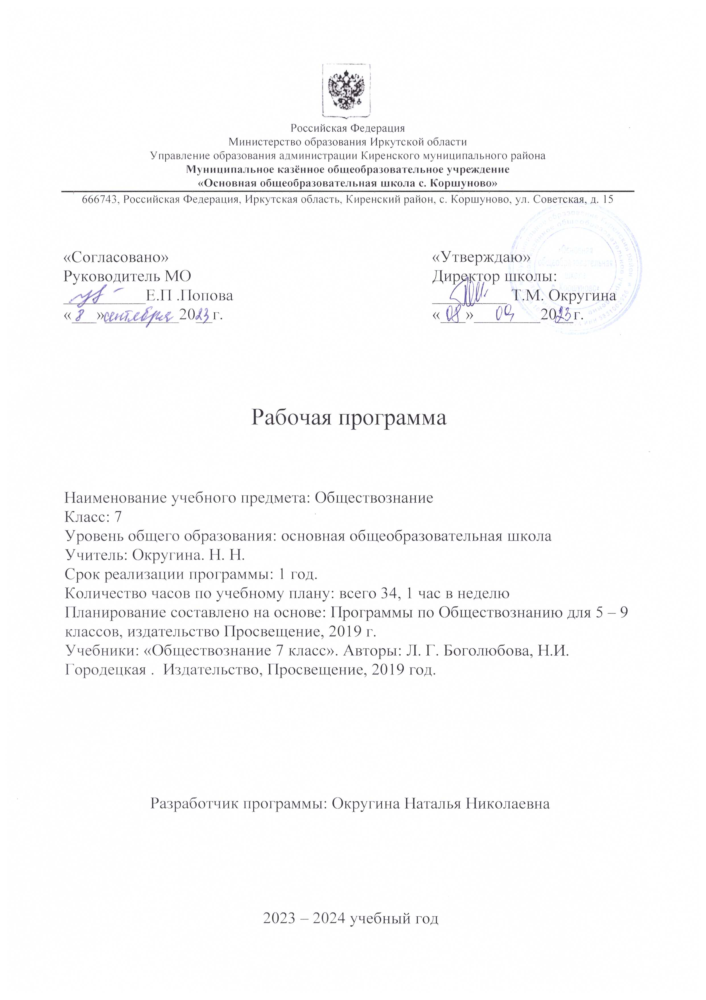 Российская Федерация
Министерство образования Иркутской области
Управление образования администрации Киренского муниципального района
Муниципальное казённое общеобразовательное учреждение
«Основная общеобразовательная школа с. Коршуново»
666743, Российская Федерация, Иркутская область, Киренский район, с. Коршуново, ул. Советская, д. 15
«Согласовано»
Руководитель МО
__________Е.П .Попова
«8»сентября 2023г.
«Утверждаю»
Директор школы:
_________ Т.М. Округина
«08» 09 2023г.
«Основная
общеобразовательная
школа
с. Коршуново»
Рабочая программа
Наименование учебного предмета: Обществознание
Класс: 7
Уровень общего образования: основная общеобразовательная школа
Учитель: Округина. Н. Н.
Срок реализации программы: 1 год.
Количество часов по учебному плану: всего 34, 1 час в неделю
Планирование составлено на основе: Программы по Обществознанию для 5 – 9
классов, издательство Просвещение, 2019 г.
Учебники: «Обществознание 7 класс». Авторы: Л. Г. Боголюбова, Н.И.
Городецкая .  Издательство, Просвещение, 2019 год.
Разработчик программы: Округина Наталья Николаевна
2023 – 2024 учебный год